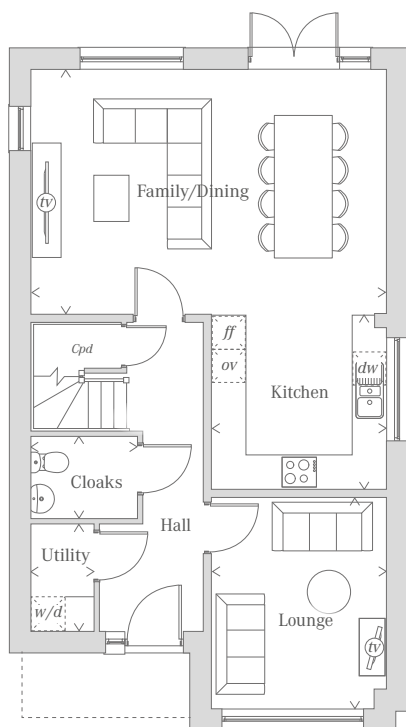 Family/Dining
tv
ff
Cpd
ov
dw
Kitchen
Cloaks
Hall
Utility
w/d
Lounge
tv